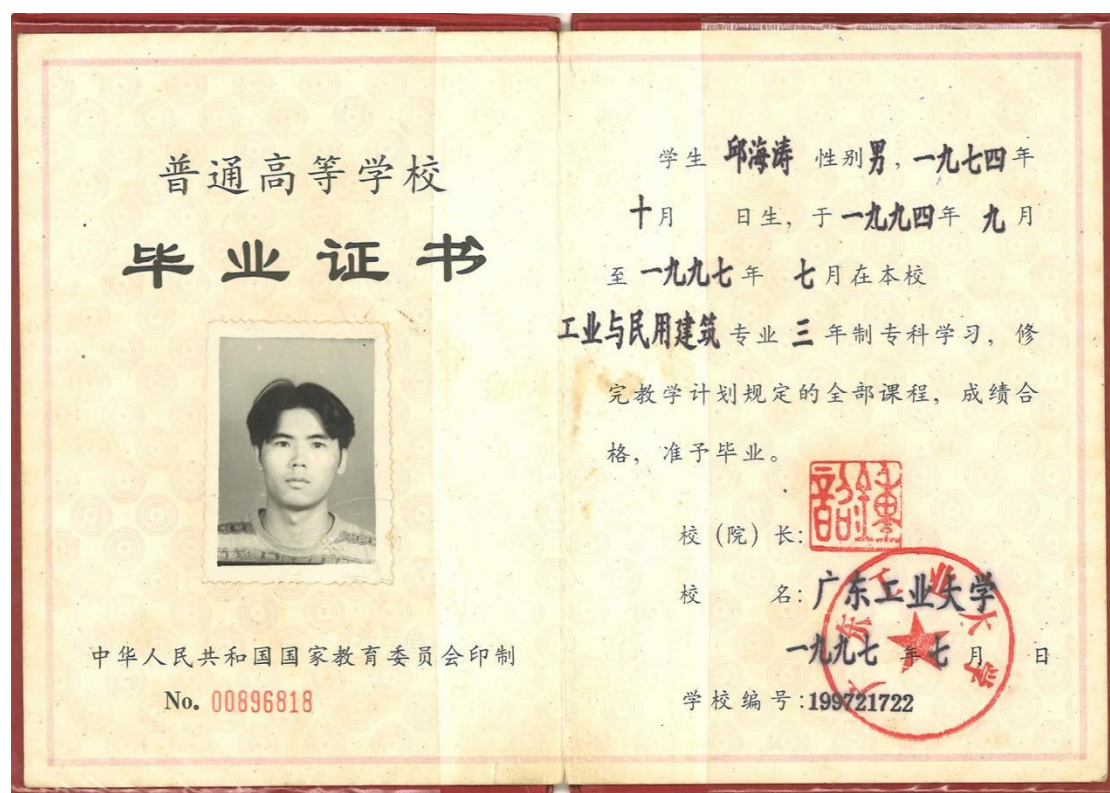 普通高等学校
毕业证书
中华人民共和国国家教育委员会印制
No. 00896818
学生 邱海涛 性别男，一九七四年
十月 日生，于一九九四年 九月
至一九九七年 七月在本校
工业与民用建筑专业 三 年制专科学习，修
完教学计划规定的全部课程，成绩合
格，准予毕业。
校（院）长：
校 名：广东工业大学
一九九七 年七 月 日
学校编号：199721722
广东工业大学